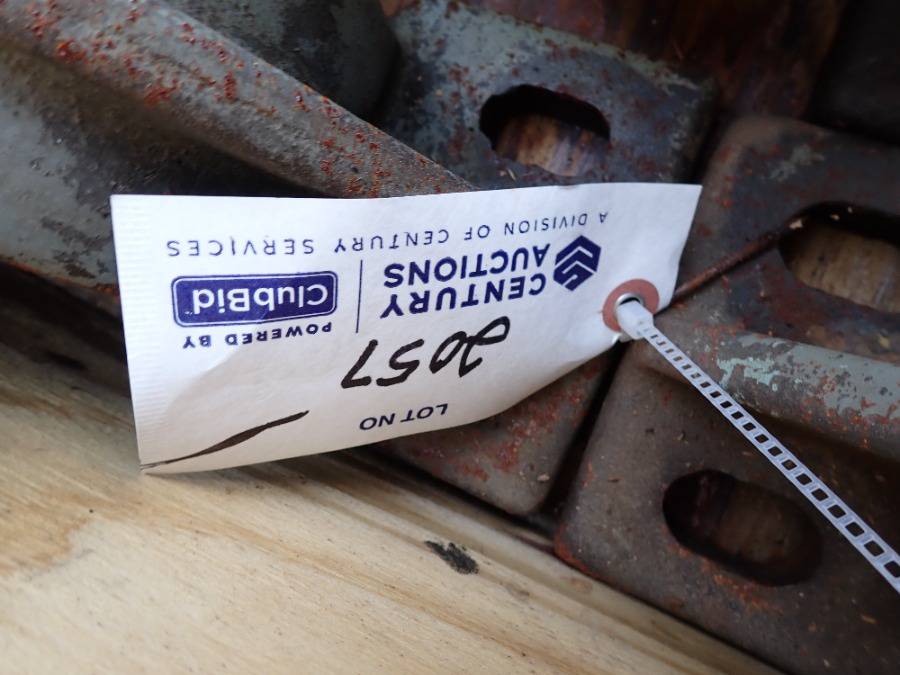 LOT NO
2057
CENTURY
AUCTIONS
POWERED BY
ClubBid
A DIVISION OF CENTURY SERVICES